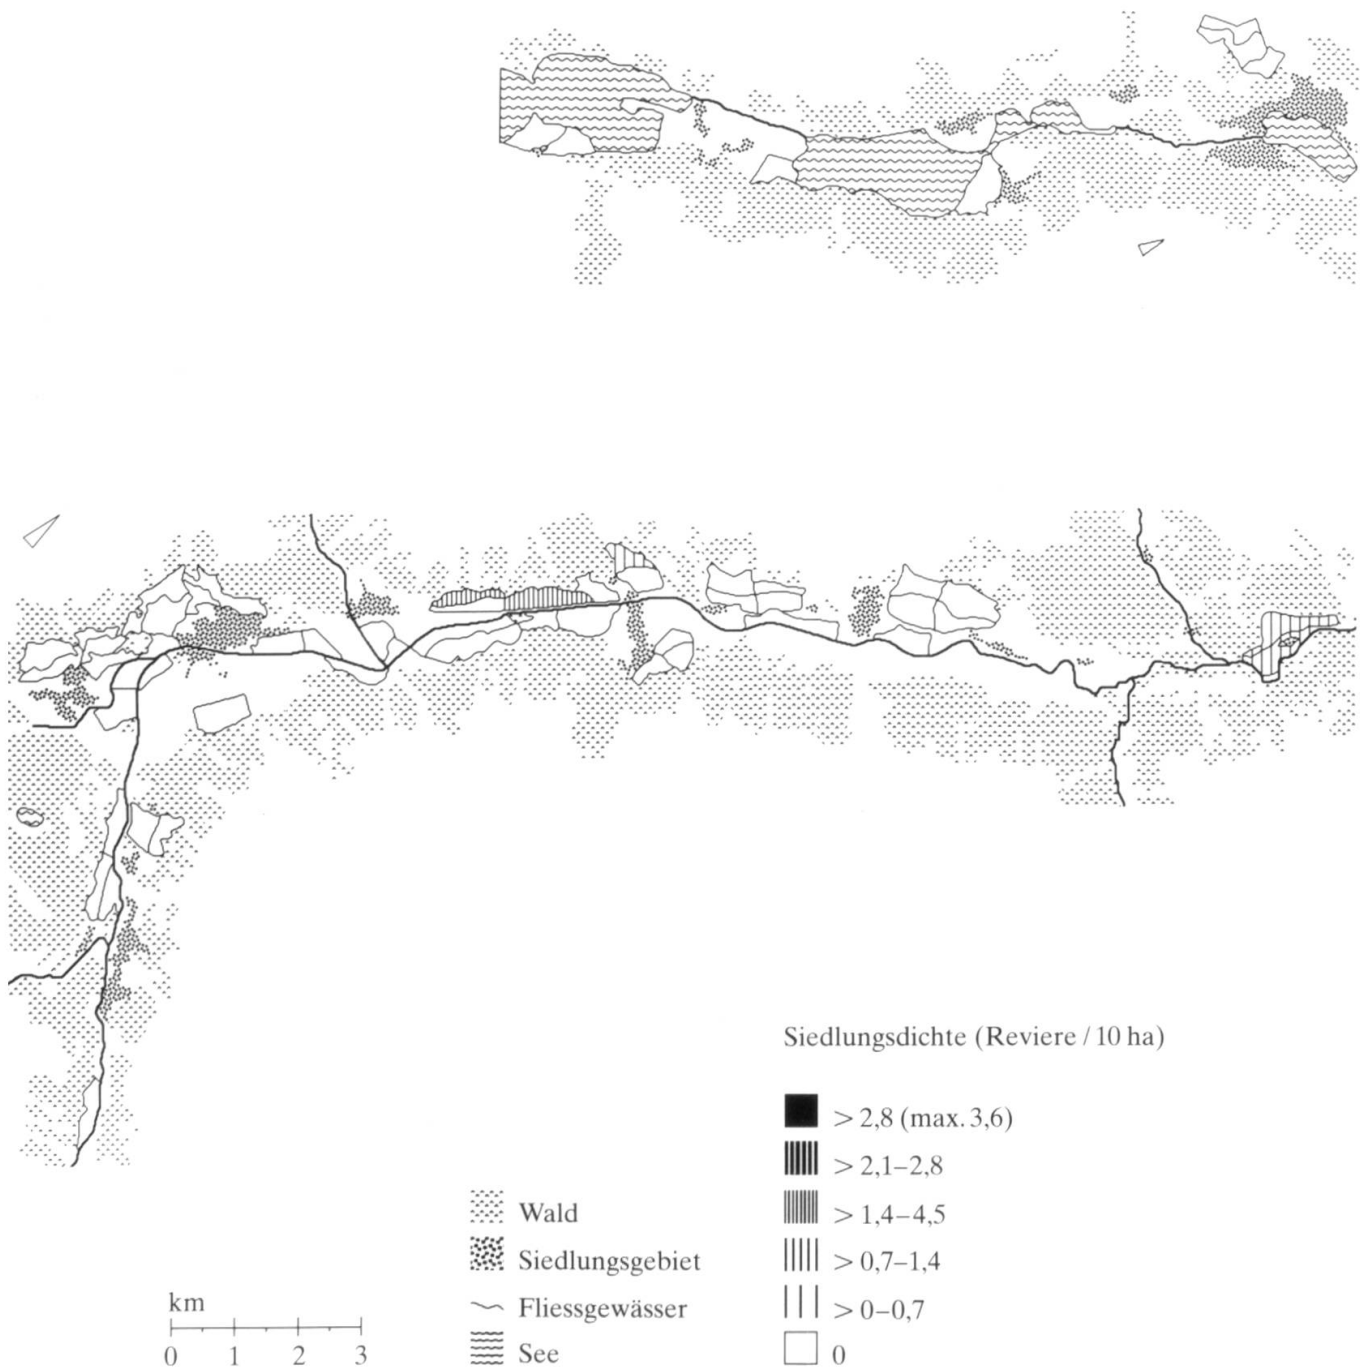 Siedlungsdichte (Reviere / 10 ha)
> 2,8 (max. 3,6)
> 2,1–2,8
> 1,4–4,5
> 0,7–1,4
> 0–0,7
0
Wald
Siedlungsgebiet
Fliessgewässer
See
km
0 1 2 3